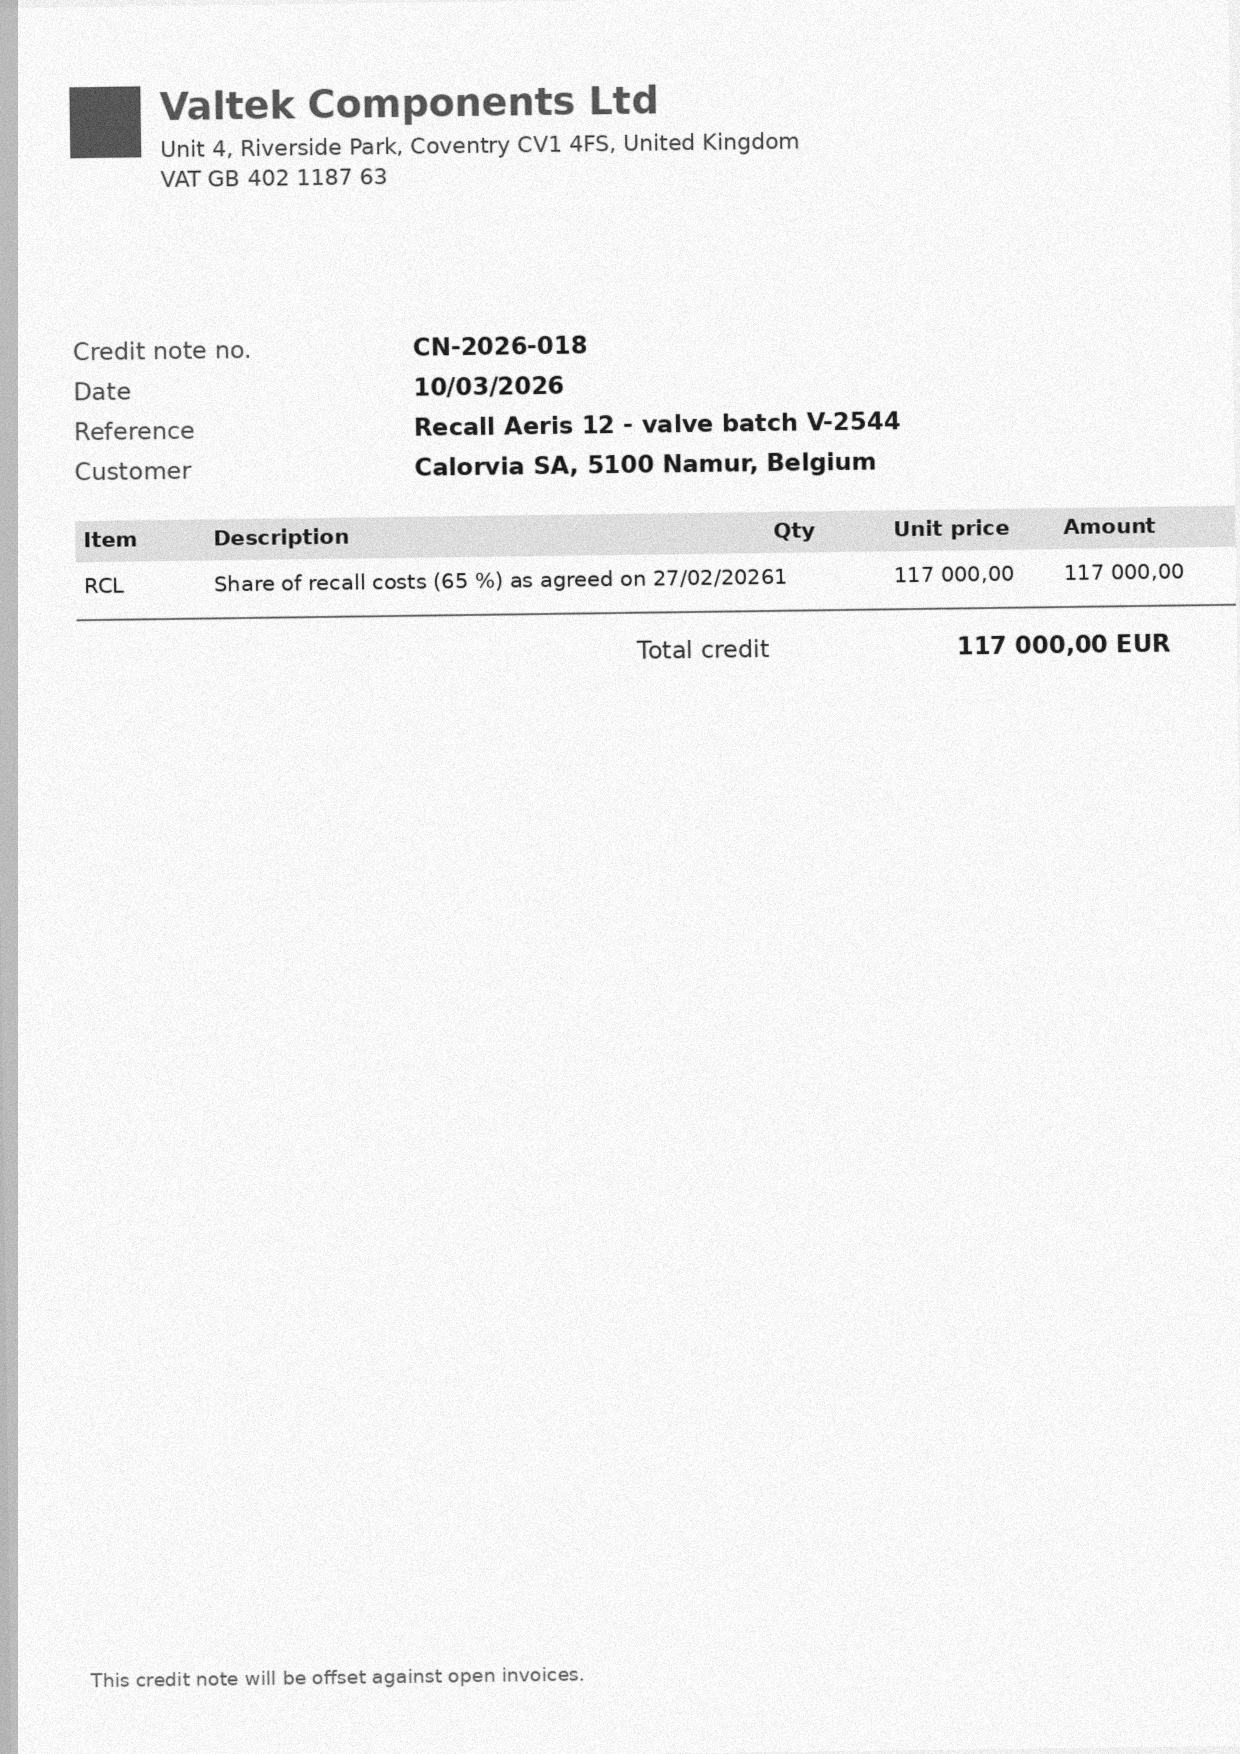 Valtek Components Ltd
Unit 4, Riverside Park, Coventry CV1 4FS, United Kingdom
VAT GB 402 1187 63
Credit note no. CN-2026-018
Date 10/03/2026
Reference Recall Aeris 12 - valve batch V-2544
Customer Calorvia SA, 5100 Namur, Belgium
Item Description Qty Unit price Amount
RCL Share of recall costs (65 %) as agreed on 27/02/20261 117 000,00 117 000,00
Total credit 117 000,00 EUR
This credit note will be offset against open invoices.